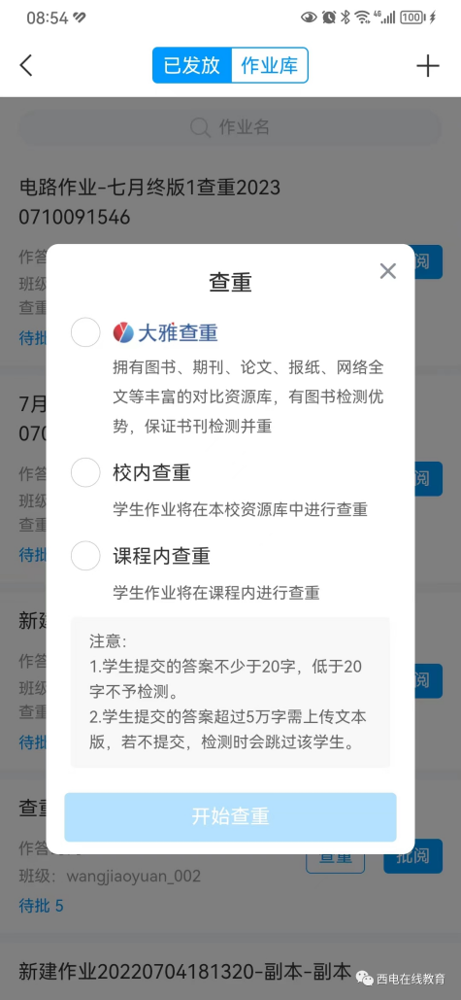 08:54
4G
100
已发放 作业库
作业名
电路作业-七月终版1查重2023
0710091546
作答
班级
查重
待批
阅
查重
大雅查重
拥有图书、期刊、论文、报纸、网络全
文等丰富的对比资源库，有图书检测优
势，保证书刊检测并重
校内查重
学生作业将在本校资源库中进行查重
课程内查重
学生作业将在课程内进行查重
注意：
1.学生提交的答案不少于20字，低于20
字不予检测。
2.学生提交的答案超过5万字需上传文本
版，若不提交，检测时会跳过该学生。
开始查重
7月
070
作答
班级
查重
待批
阅
新建
作答
班级
查重
待批
阅
查重
作答
班级：wangjiaoyuan_002
查重 批阅
待批 5
新建作业20220704181320-副本-副本
西电在线教育